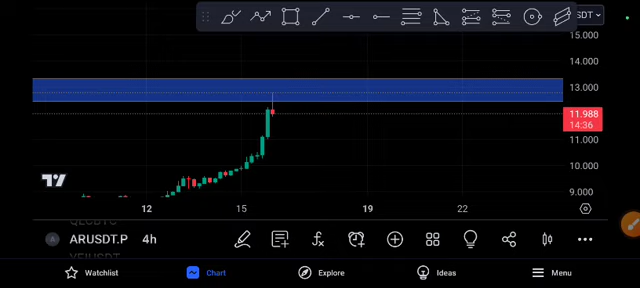 SDT
15.000
14.000
13.000
11.988
14:36
11.000
10.000
9.000
12 15 19 22
ARUSDT.P 4h
Watchlist Chart Explore Ideas Menu